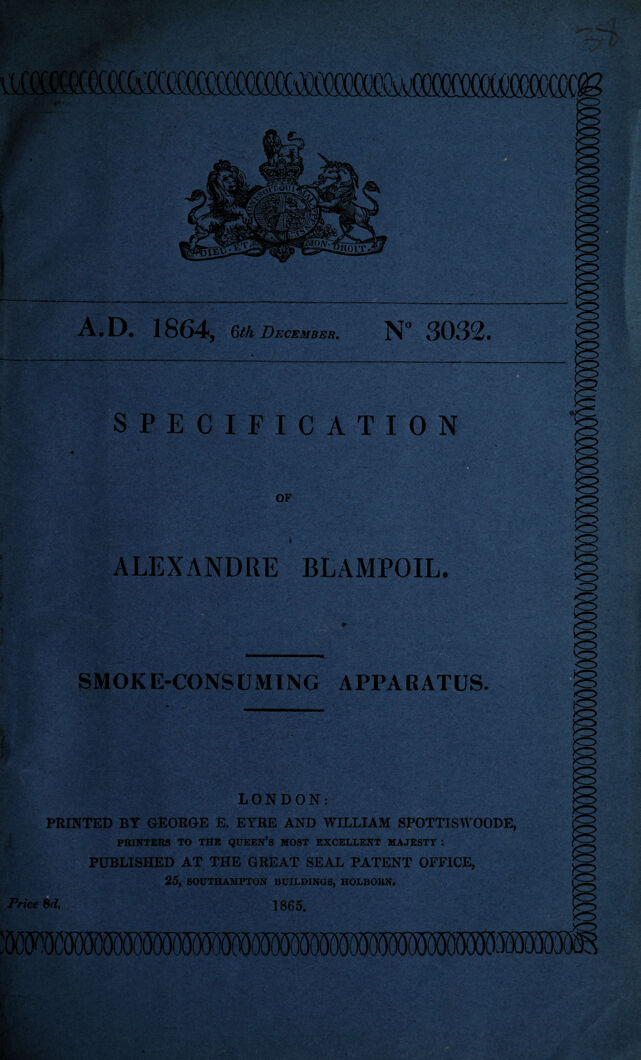 38
DIEU ET MON DROIT
A.D. 1864, 6th DECEMBER. N° 3032.
SPECIFICATION
OF
ALEXANDRE BLAMPOIL.
SMOKE-CONSUMING APPARATUS.
LONDON:
PRINTED BY GEORGE E. EYRE AND WILLIAM SPOTTISWOODE,
PRINTERS TO THE QUEEN'S MOST EXCELLENT MAJESTY:
PUBLISHED AT THE GREAT SEAL PATENT OFFICE,
25, SOUTHAMPTON BUILDINGS, HOLBORN.
Price 8d. 1865.